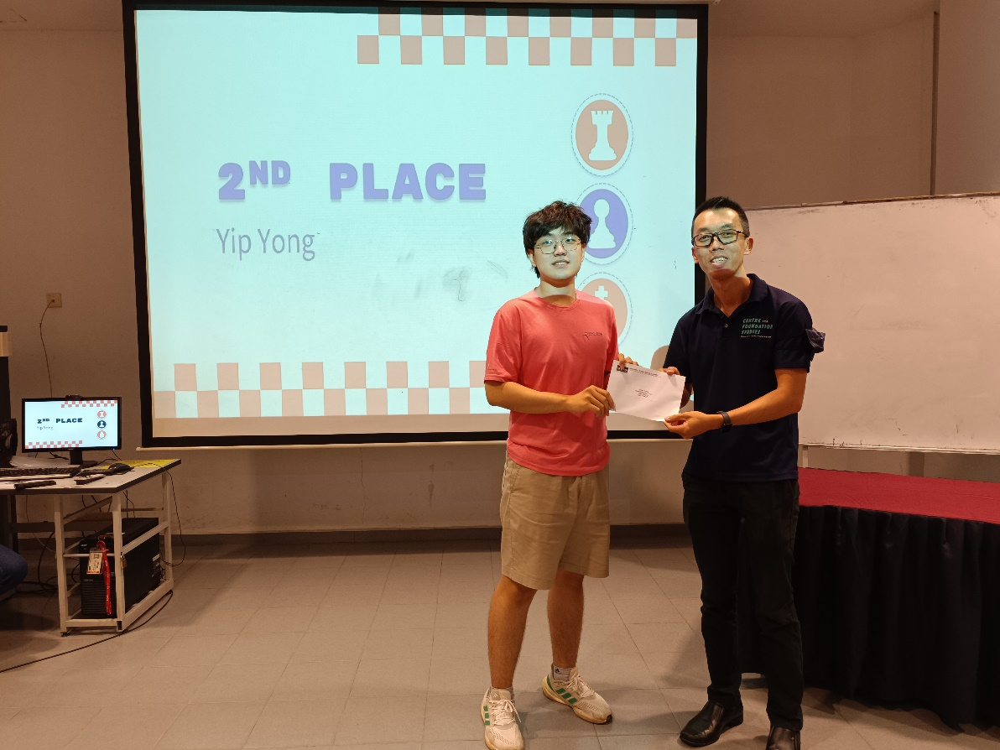 2ND PLACE
Yip Yong
CENTRE FOR
FOUNDATION
STUDIES
2ND PLACE
Yip Yong